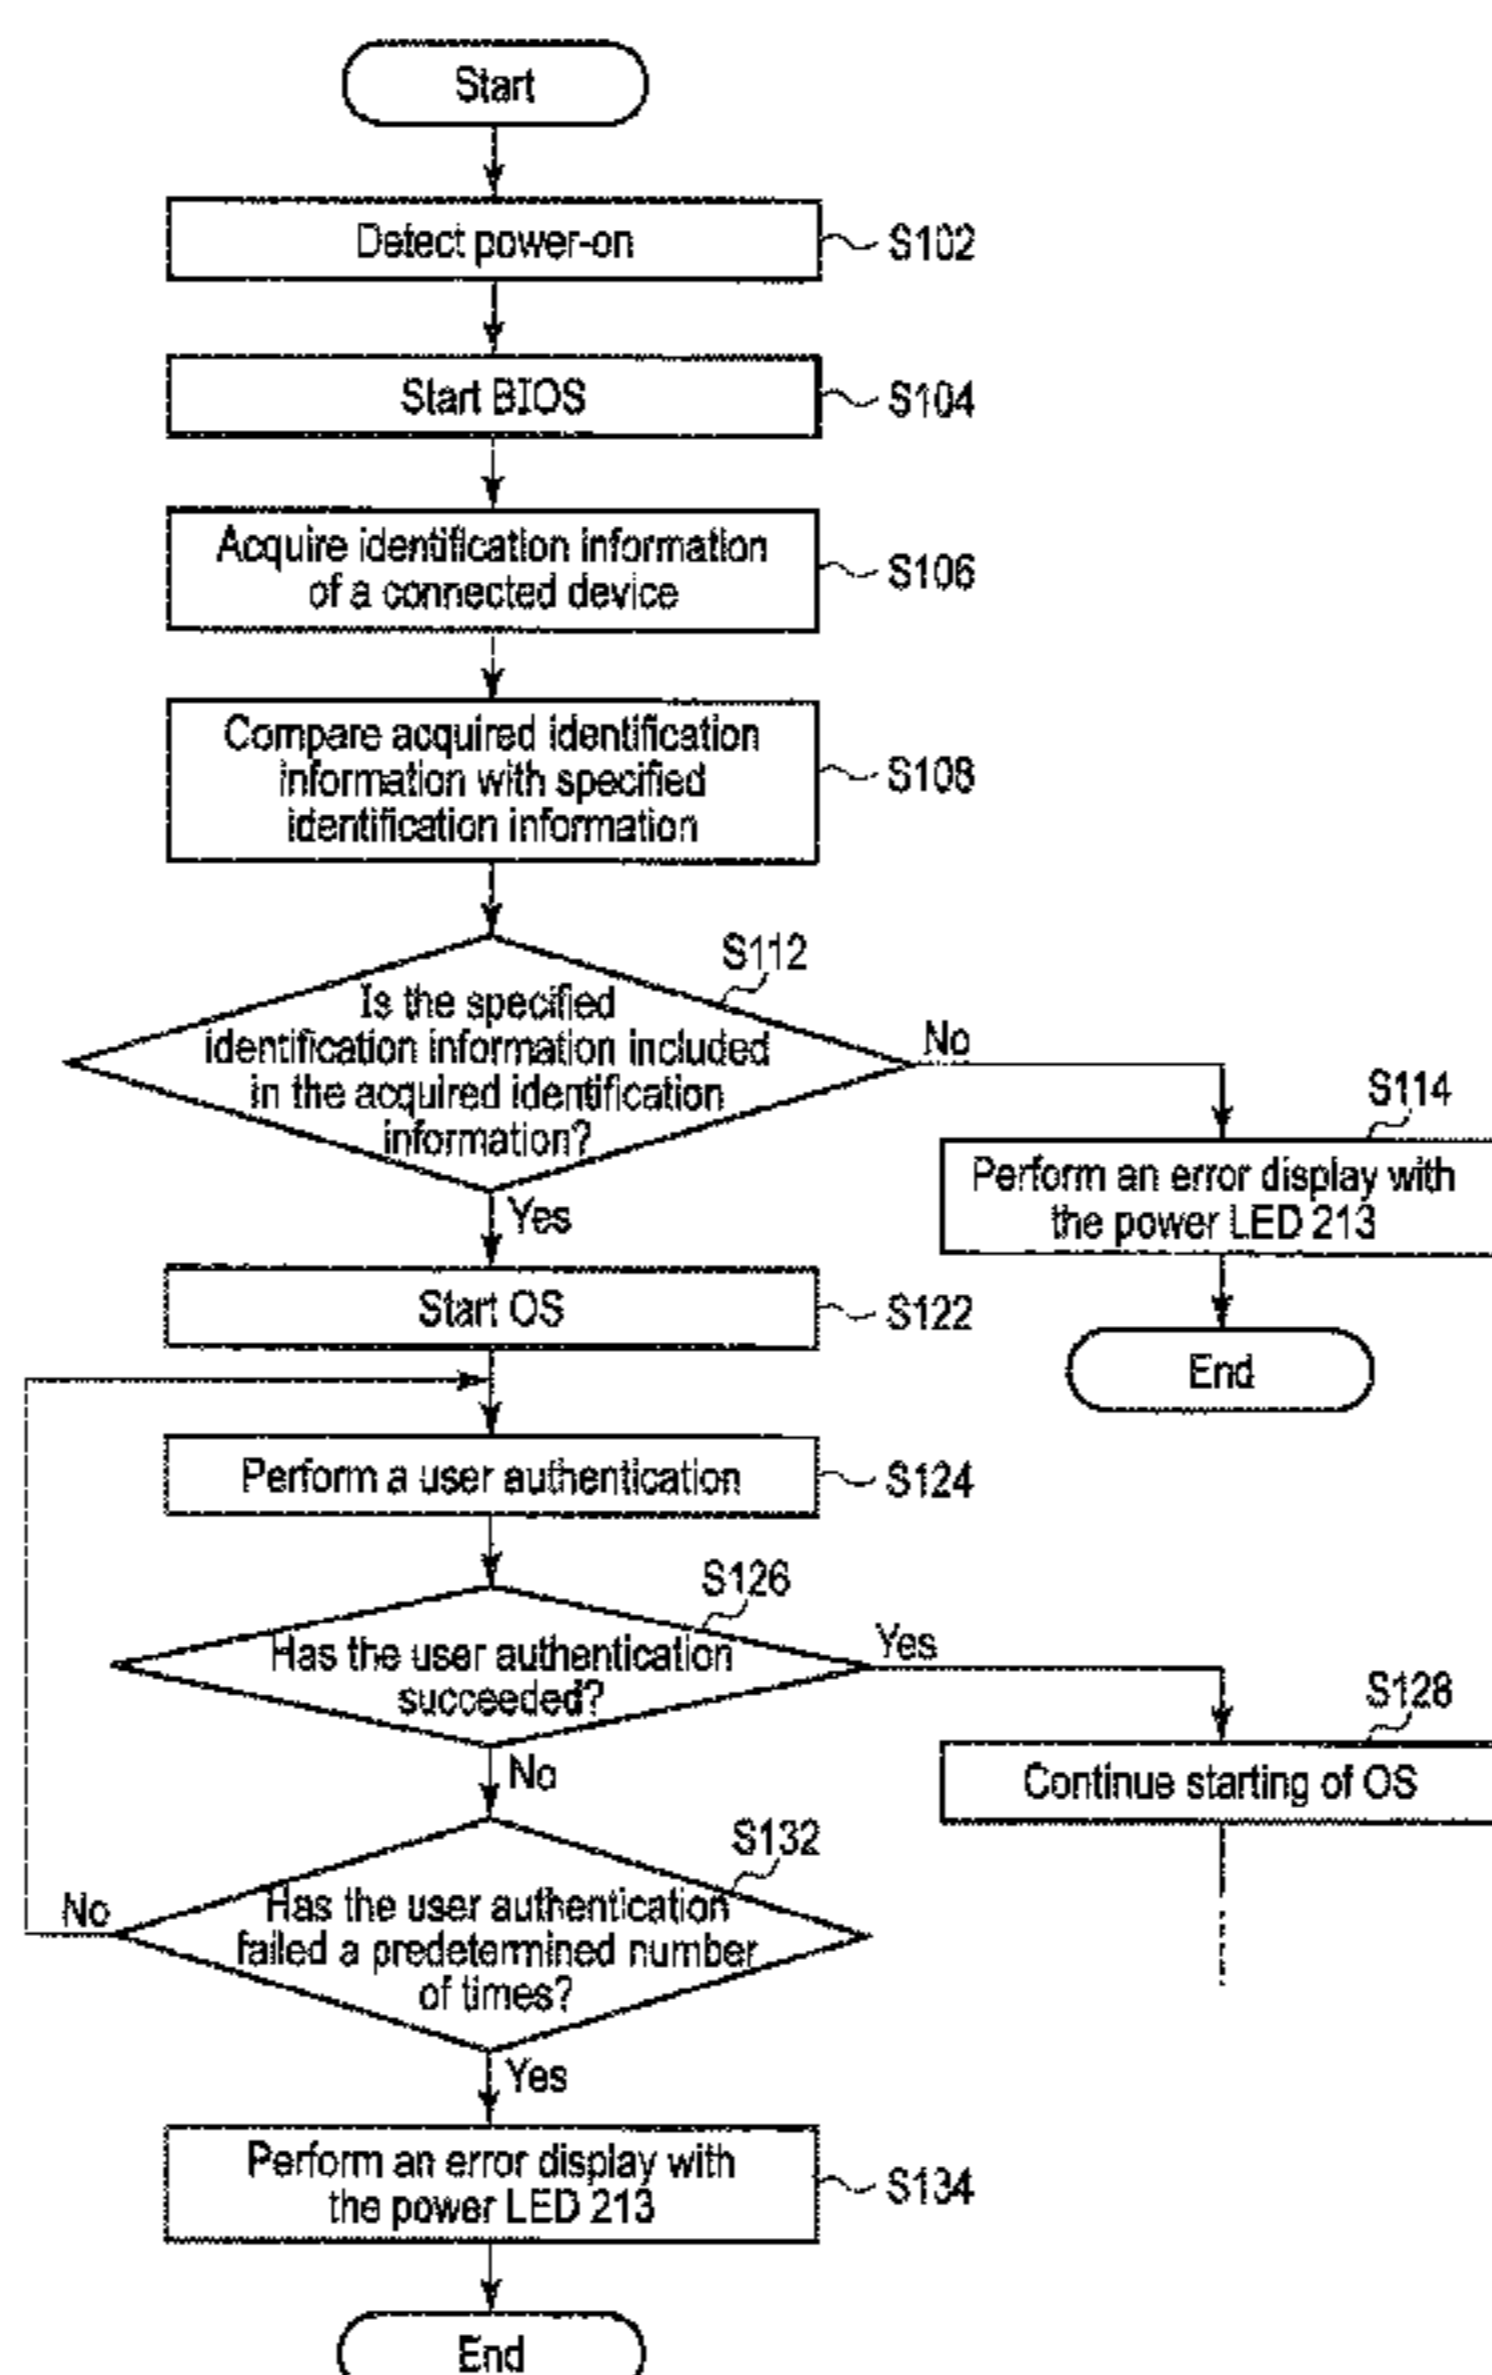 Start
Detect power-on
S102
Start BIOS
S104
Acquire identification information
of a connected device
S106
Compare acquired identification
information with specified
identification information
S108
S112
Is the specified
identification information included
in the acquired identification
information?
No
Yes
S114
Perform an error display with
the power LED 213
End
Start OS
S122
Perform a user authentication
S124
S126
Has the user authentication
succeeded?
Yes
No
S128
Continue starting of OS
S132
Has the user authentication
failed a predetermined number
of times?
No
Yes
Perform an error display with
the power LED 213
S134
End